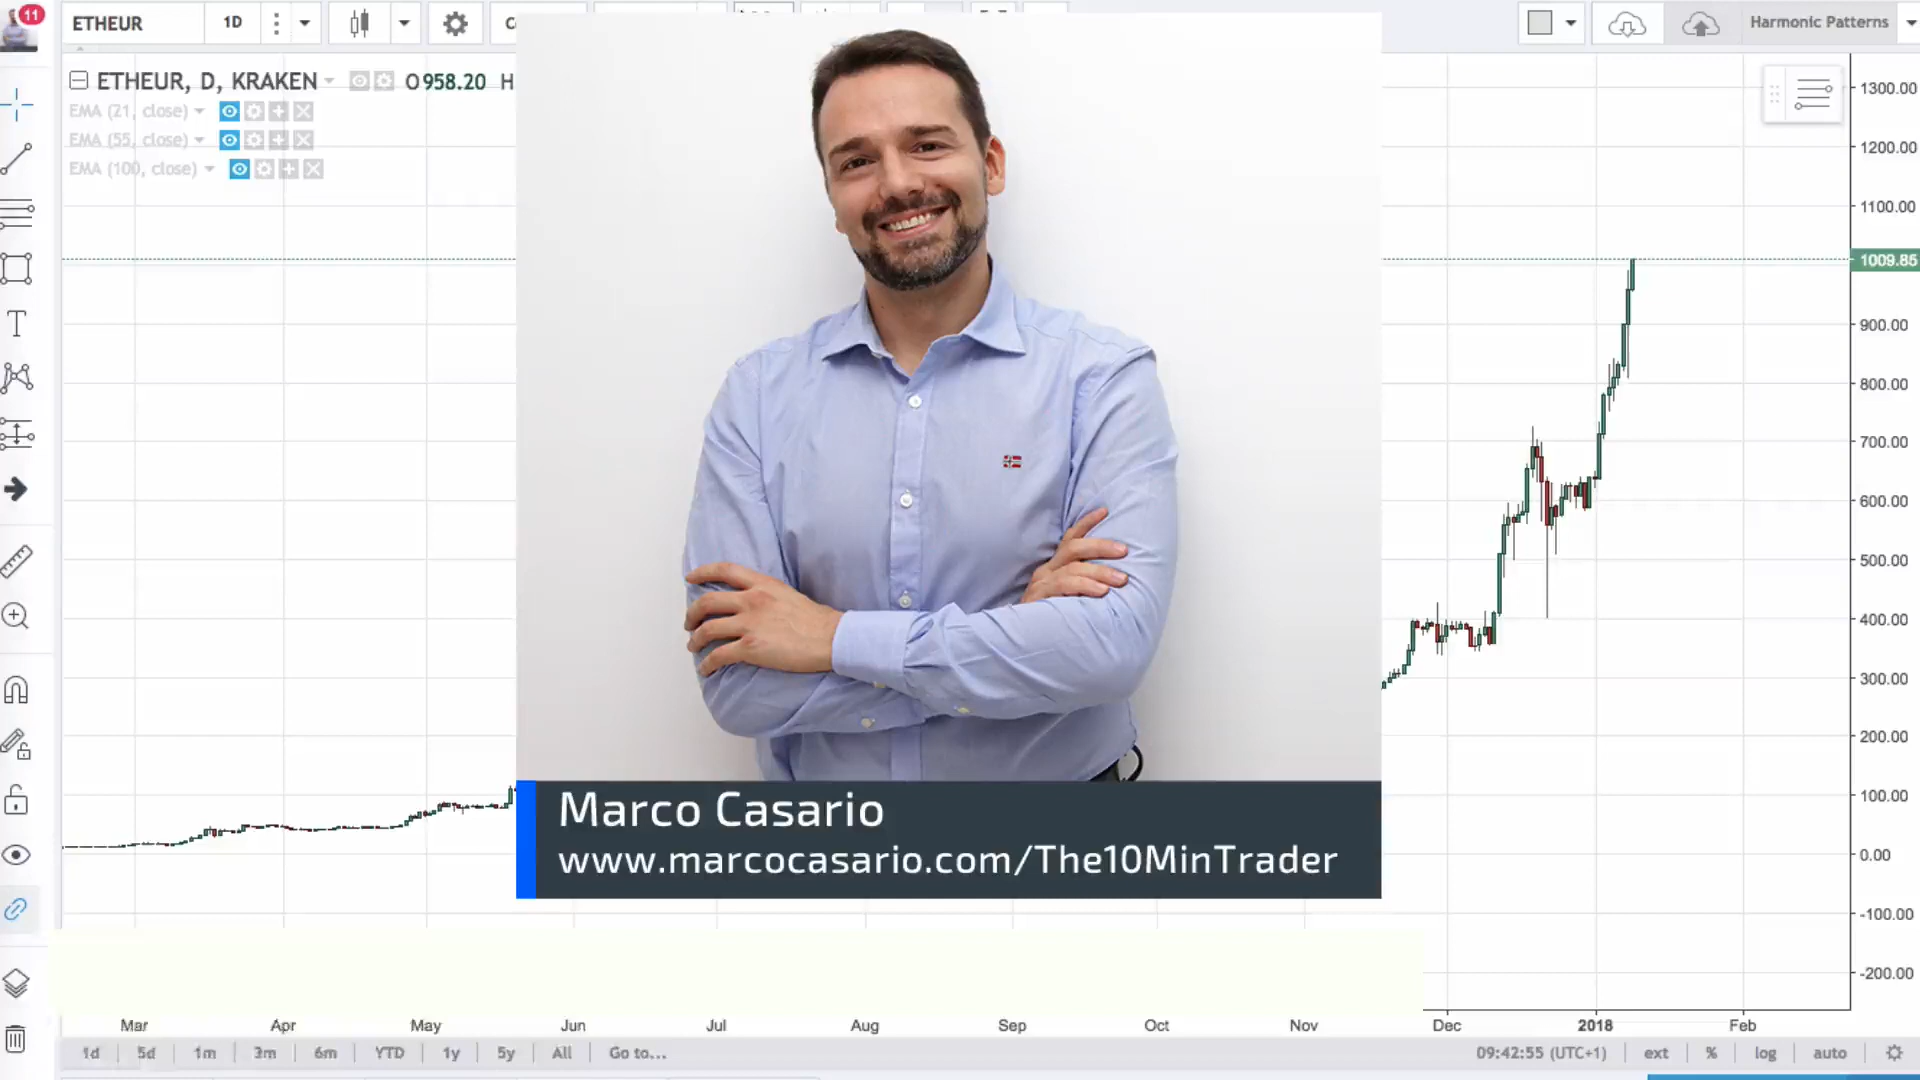 11
ETHEUR
1D
Harmonic Patterns
ETHEUR, D, KRAKEN
O958.20 H
EMA (21, close)
EMA (55, close)
EMA (100, close)
1300.00
1200.00
1100.00
1009.85
900.00
800.00
700.00
600.00
500.00
400.00
300.00
200.00
100.00
0.00
-100.00
-200.00
Marco Casario
www.marcocasario.com/The10MinTrader
Mar Apr May Jun Jul Aug Sep Oct Nov Dec 2018 Feb
1d 5d 1m 3m 6m YTD 1y 5y All Go to... 09:42:55 (UTC+1) ext % log auto